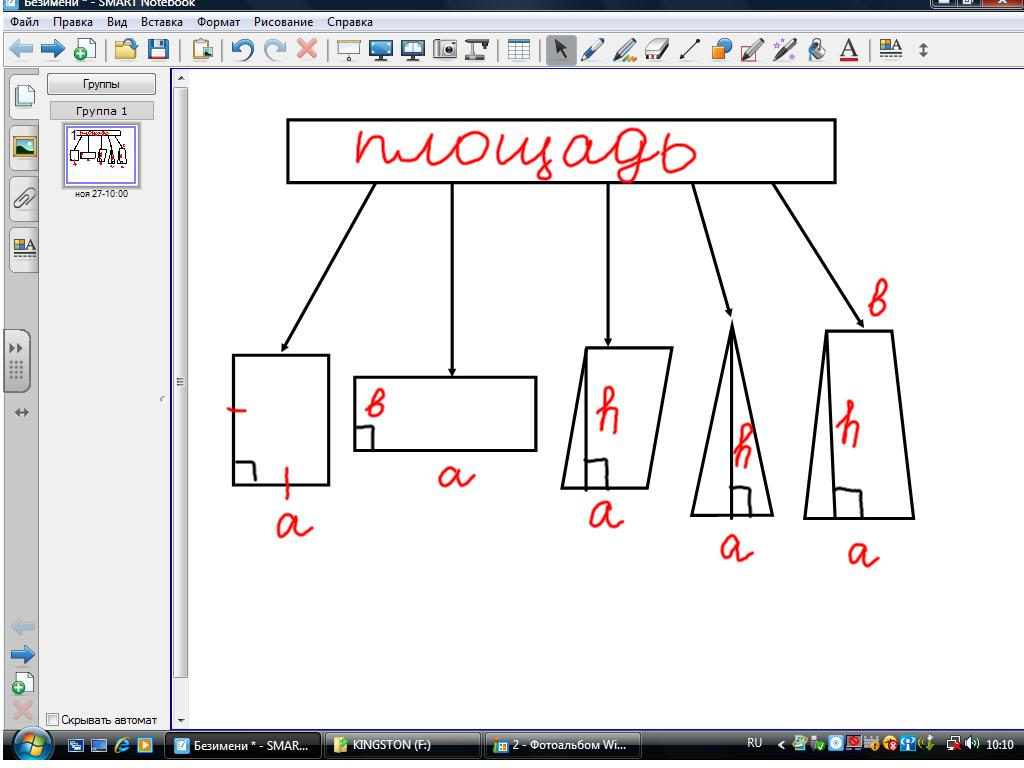 Безимени * - SMART Notebook
Файл Правка Вид Вставка Формат Рисование Справка
Группы
Группа 1
1
площадь
ноя 27-10:00
в
в
h
h
h
a
a
a
a
a
Скрывать автомат
Безимени * - SMAR...
KINGSTON (F:)
2 - Фотоальбом Wi...
RU
10:10